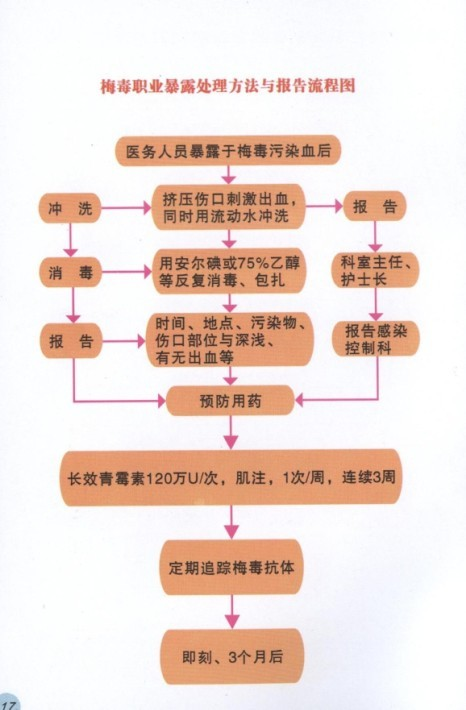 梅毒职业暴露处理方法与报告流程图
医务人员暴露于梅毒污染血后
冲 洗
挤压伤口刺激出血，
同时用流动水冲洗
报 告
消 毒
用安尔碘或75%乙醇
等反复消毒、包扎
科室主任、
护士长
报 告
时间、地点、污染物、
伤口部位与深浅、
有无出血等
报告感染
控制科
预防用药
长效青霉素120万U/次，肌注，1次/周，连续3周
定期追踪梅毒抗体
即刻、3个月后
17